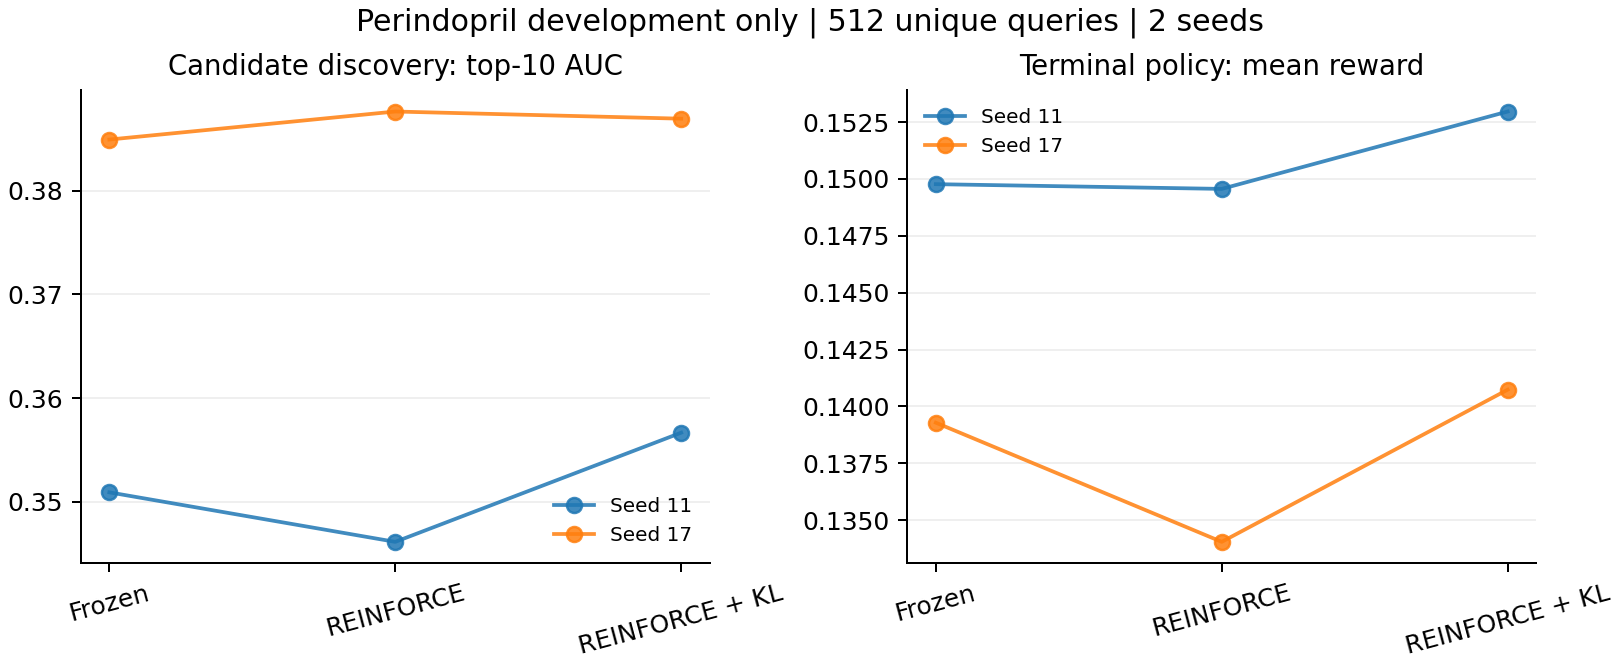 Perindopril development only | 512 unique queries | 2 seeds
Candidate discovery: top-10 AUC
0.38
0.37
0.36
0.35
Seed 11
Seed 17
Frozen
REINFORCE
REINFORCE + KL
Terminal policy: mean reward
0.1525
0.1500
0.1475
0.1450
0.1425
0.1400
0.1375
0.1350
Seed 11
Seed 17
Frozen
REINFORCE
REINFORCE + KL